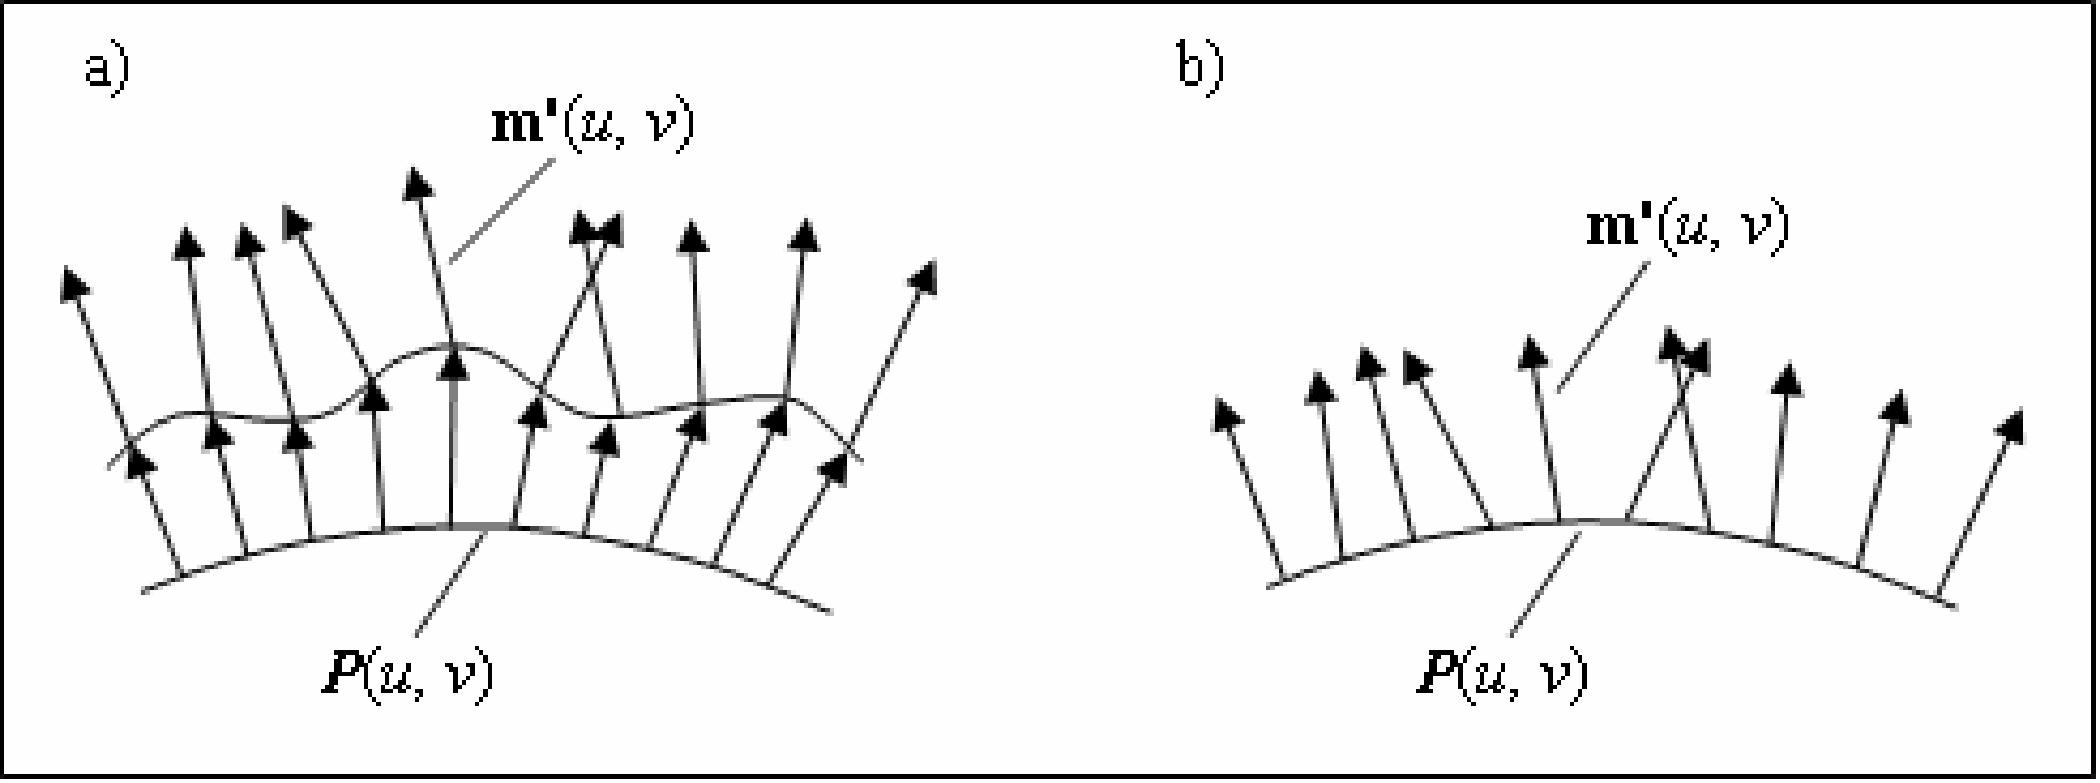 a)
m'(u, v)
P(u, v)
b)
m'(u, v)
P(u, v)